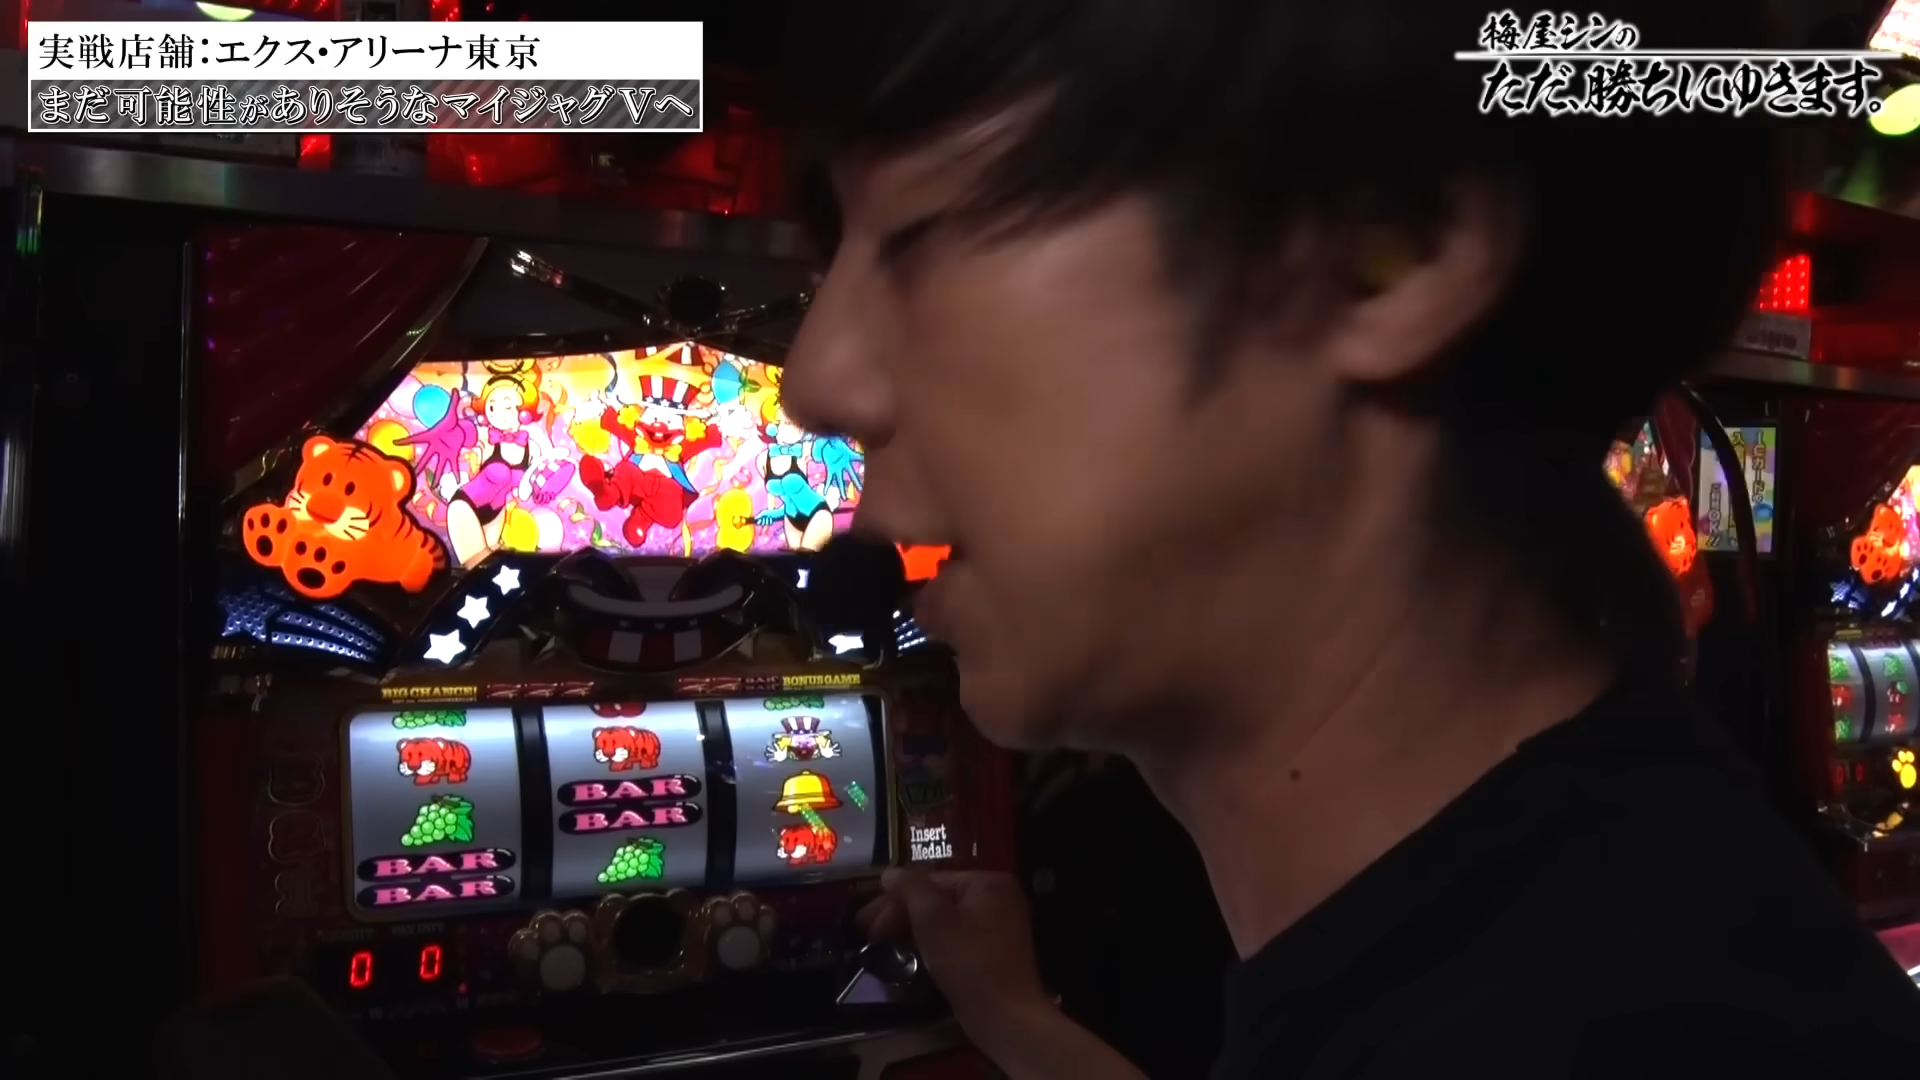 実戦店舗：エクス・アリーナ東京
まだ可能性がありそうなマイジャグⅤへ
梅屋シンの
ただ、勝ちにゆきます。
BIG CHANCE!
BONUS GAME
BAR
BAR
BAR
BAR
Insert
Medals
0 0